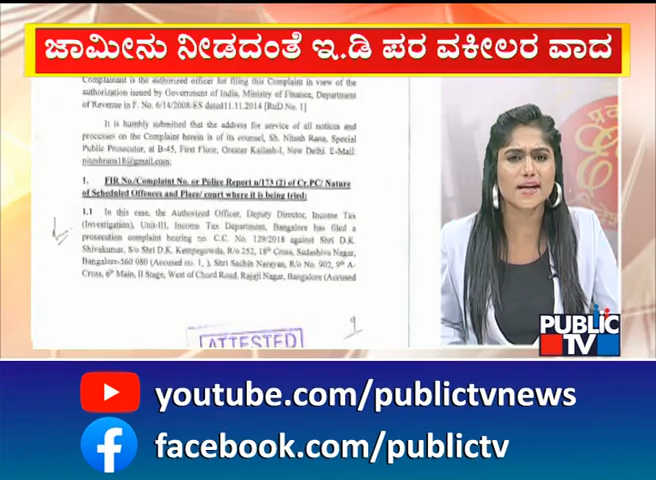 ಜಾಮೀನು ನೀಡದಂತೆ ಇ.ಡಿ ಪರ ವಕೀಲರ ವಾದ
Complainant is the authorized officer for filing this Complaint in view of the
authorization issued by Government of India, Ministry of Finance, Department
of Revenue in F. No. 6/14/2008-ES dated11.11.2014 [RuD No. 1]
It is humbly submitted that the address for service of all notices and
processes on the Complaint herein is of its counsel, Sh. Nitesh Rana, Special
Public Prosecutor, at B-45, First Floor, Greater Kailash-I, New Delhi. E-Mail:
niteshrana18@gmail.com;
1. FIR No./Complaint No. or Police Report u/173 (2) of Cr.PC/ Nature
of Scheduled Offences and Place/ court where it is being tried:
1.1 In this case, the Authorized Officer, Deputy Director, Income Tax
(Investigation), Unit-III, Income Tax Department, Bangalore has filed a
prosecution complaint bearing no. C.C. No. 129/2018 against Shri D.K.
Shivakumar, S/o Shri D.K. Kempegowda, R/o 252, 18th Cross, Sadashiva Nagar,
Bangalore-560 080 (Accused no. 1, ), Shri Sachin Narayan, R/o No. 902, 9th A-
Cross, 6th Main, II Stage, West of Chord Road, Rajaji Nagar, Bangalore (Accused
9
ATTESTED
PUBLIC
TV
youtube.com/publictvnews
facebook.com/publictv